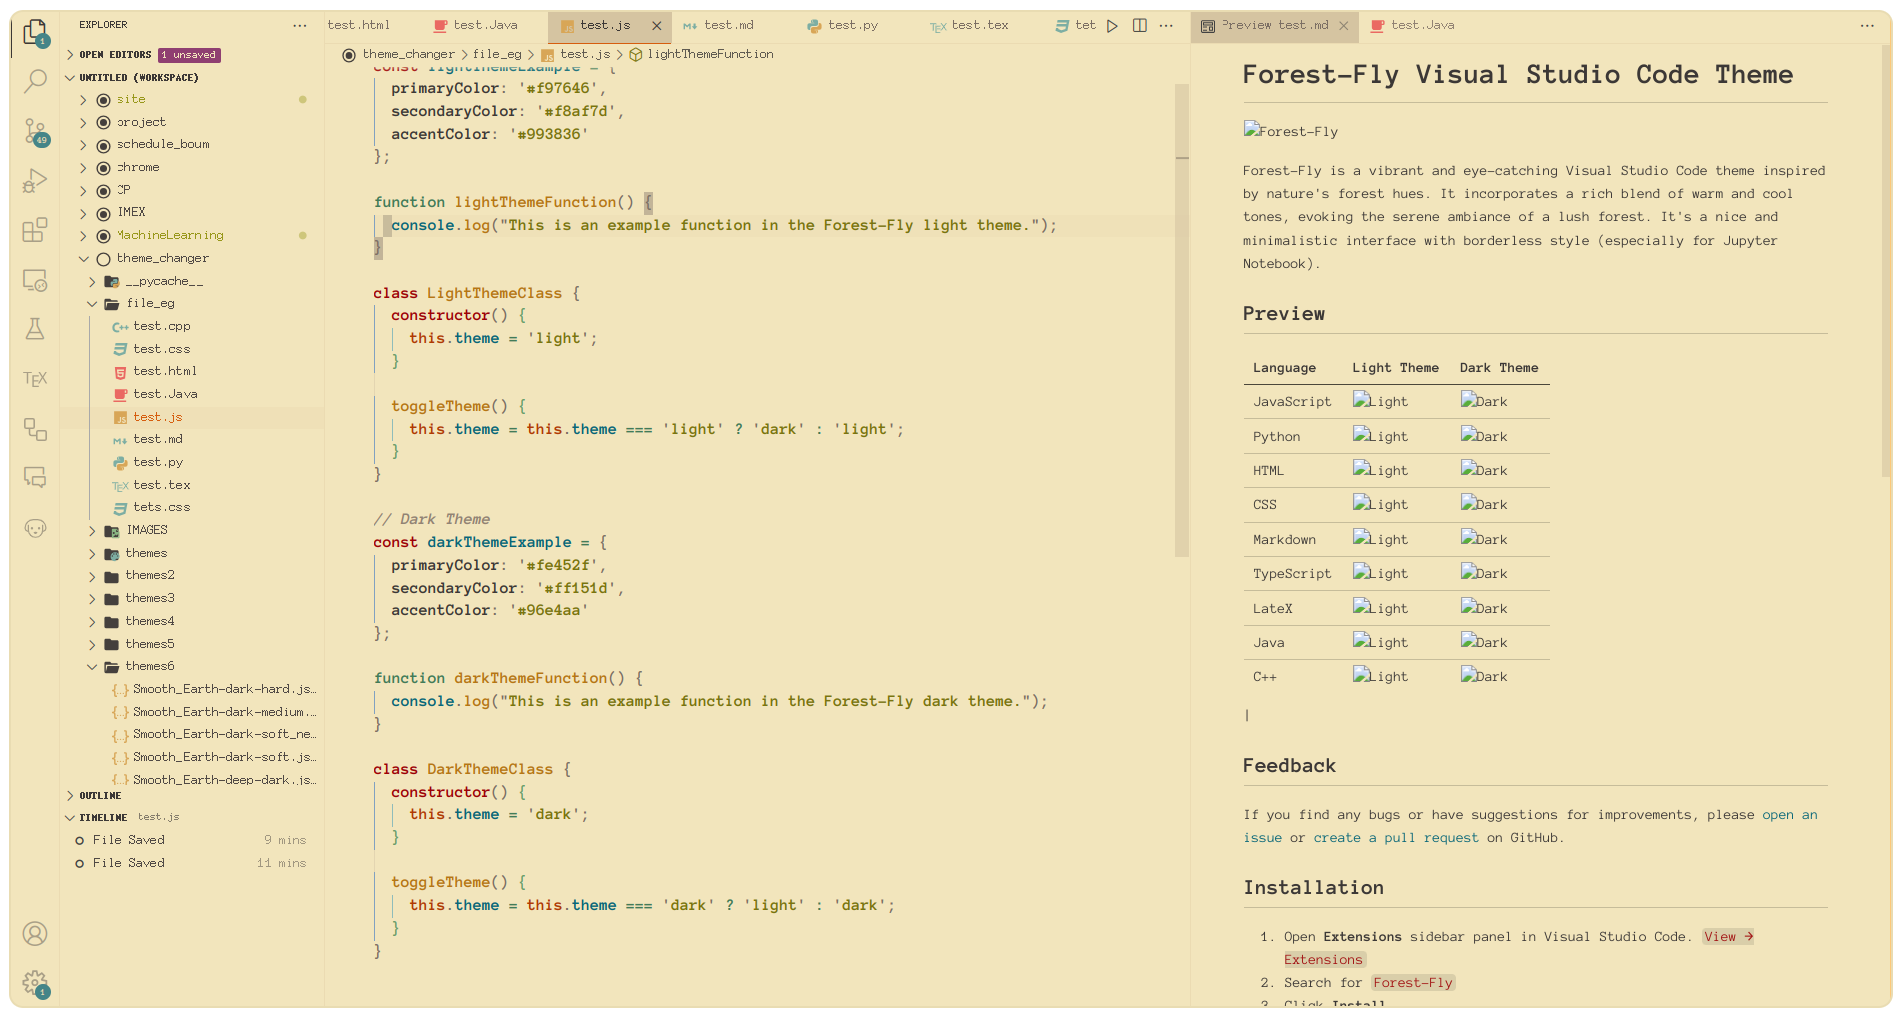 EXPLORER
OPEN EDITORS 1 unsaved
UNTITLED (WORKSPACE)
site
project
schedule_boum
chrome
CP
IMEX
MachineLearning
theme_changer
__pycache__
file_eg
test.cpp
test.css
test.html
test.Java
test.js
test.md
test.py
test.tex
tets.css
IMAGES
themes
themes2
themes3
themes4
themes5
themes6
Smooth_Earth-dark-hard.js…
Smooth_Earth-dark-medium.…
Smooth_Earth-dark-soft_ne…
Smooth_Earth-dark-soft.js…
Smooth_Earth-deep-dark.js…
OUTLINE
TIMELINE test.js
File Saved 9 mins
File Saved 11 mins
1
49
TEX
1
test.html test.Java test.js test.md test.py test.tex tet
theme_changer > file_eg > test.js > lightThemeFunction
const lightThemeExample = {
primaryColor: '#f97646',
secondaryColor: '#f8af7d',
accentColor: '#993836'
};
function lightThemeFunction() {
console.log("This is an example function in the Forest-Fly light theme.");
}
class LightThemeClass {
constructor() {
this.theme = 'light';
}
toggleTheme() {
this.theme = this.theme === 'light' ? 'dark' : 'light';
}
}
// Dark Theme
const darkThemeExample = {
primaryColor: '#fe452f',
secondaryColor: '#ff151d',
accentColor: '#96e4aa'
};
function darkThemeFunction() {
console.log("This is an example function in the Forest-Fly dark theme.");
}
class DarkThemeClass {
constructor() {
this.theme = 'dark';
}
toggleTheme() {
this.theme = this.theme === 'dark' ? 'light' : 'dark';
}
}
Preview test.md test.Java
Forest-Fly Visual Studio Code Theme
Forest-Fly
Forest-Fly is a vibrant and eye-catching Visual Studio Code theme inspired
by nature's forest hues. It incorporates a rich blend of warm and cool
tones, evoking the serene ambiance of a lush forest. It's a nice and
minimalistic interface with borderless style (especially for Jupyter
Notebook).
Preview
Language Light Theme Dark Theme
JavaScript Light Dark
Python Light Dark
HTML Light Dark
CSS Light Dark
Markdown Light Dark
TypeScript Light Dark
LateX Light Dark
Java Light Dark
C++ Light Dark
|
Feedback
If you find any bugs or have suggestions for improvements, please open an
issue or create a pull request on GitHub.
Installation
1. Open Extensions sidebar panel in Visual Studio Code. View →
Extensions
2. Search for Forest-Fly
3. Click Install